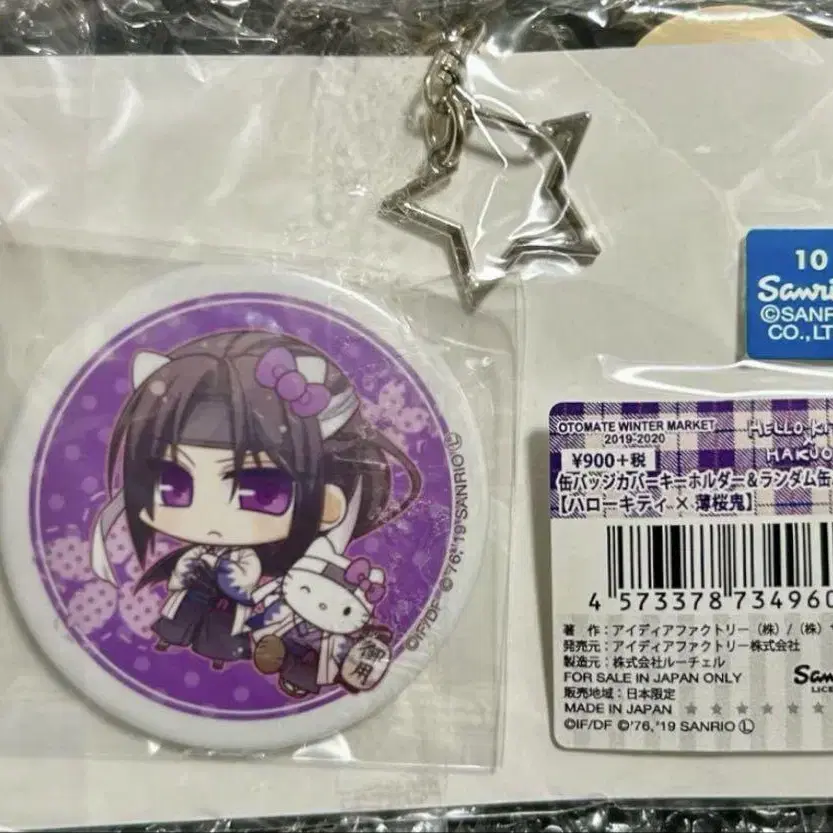 10
Sanri
©SANR
CO., LT
OTOMATE WINTER MARKET
2019-2020
HELLO KIT
×
HAKUO
¥900+税
缶バッジカバーキーホルダー&ランダム缶
【ハローキティ × 薄桜鬼】
4 573378 73496
著 作:アイディアファクトリー(株)/(株)
発売元:アイディアファクトリー株式会社
製造元:株式会社ルーチェル
FOR SALE IN JAPAN ONLY
販売地域:日本限定
MADE IN JAPAN
©IF/DF ©'76,'19 SANRIO Ⓛ
San
LICE
©IF/DF ©'76,'19 SANRIO Ⓛ
御用